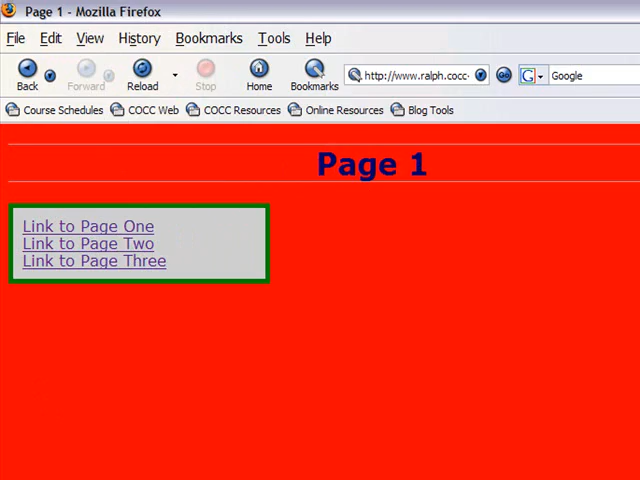 Page 1 - Mozilla Firefox
File Edit View History Bookmarks Tools Help
Back Forward Reload Stop Home Bookmarks http://www.ralph.cocc- GO G Google
Course Schedules COCC Web COCC Resources Online Resources Blog Tools
Page 1
Link to Page One
Link to Page Two
Link to Page Three